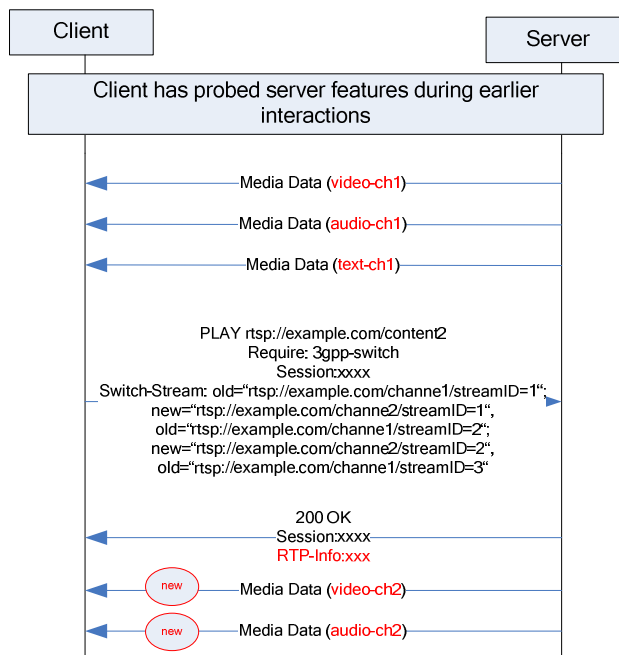 Client
Server
Client has probed server features during earlier
interactions
Media Data (video-ch1)
Media Data (audio-ch1)
Media Data (text-ch1)
PLAY rtsp://example.com/content2
Require: 3gpp-switch
Session:xxxx
Switch-Stream: old=“rtsp://example.com/channe1/streamID=1“;
new=“rtsp://example.com/channe2/streamID=1“,
old=“rtsp://example.com/channe1/streamID=2“;
new=“rtsp://example.com/channe2/streamID=2“,
old=“rtsp://example.com/channe1/streamID=3“
200 OK
Session:xxxx
RTP-Info:xxx
new
Media Data (video-ch2)
new
Media Data (audio-ch2)